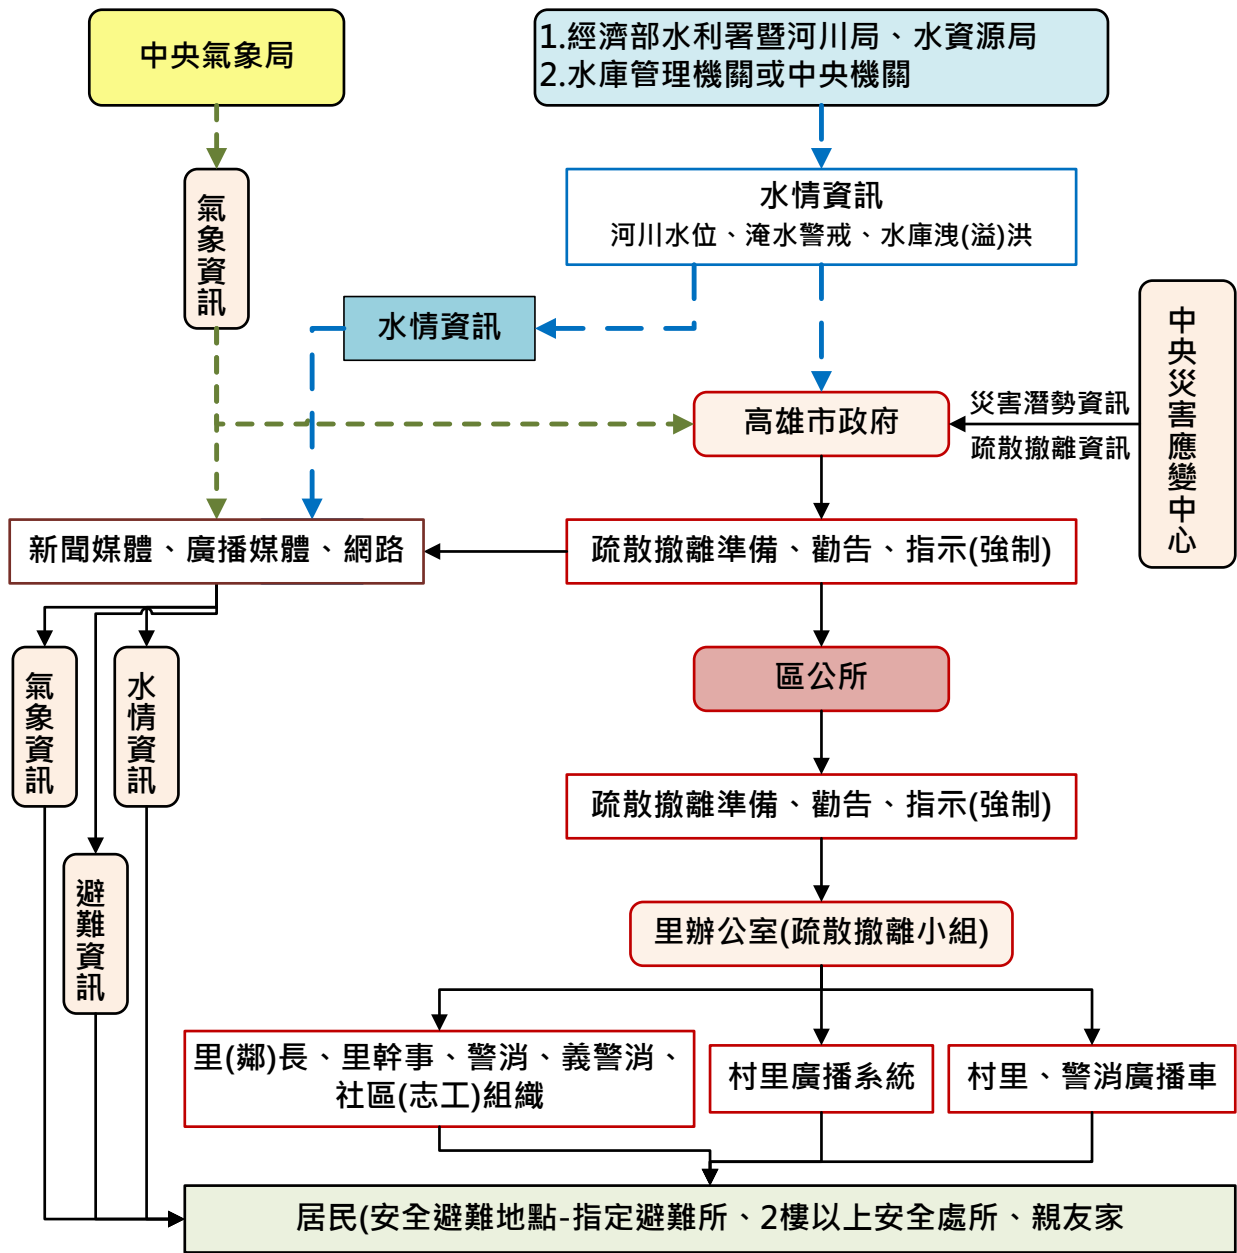 中央氣象局
1.經濟部水利署暨河川局、水資源局
2.水庫管理機關或中央機關
氣象資訊
水情資訊
河川水位、淹水警戒、水庫洩(溢)洪
水情資訊
中央災害應變中心
高雄市政府
災害潛勢資訊
疏散撤離資訊
新聞媒體、廣播媒體、網路
疏散撤離準備、勸告、指示(強制)
氣象資訊
水情資訊
區公所
疏散撤離準備、勸告、指示(強制)
避難資訊
里辦公室(疏散撤離小組)
里(鄰)長、里幹事、警消、義警消、
社區(志工)組織
村里廣播系統
村里、警消廣播車
居民(安全避難地點-指定避難所、2樓以上安全處所、親友家